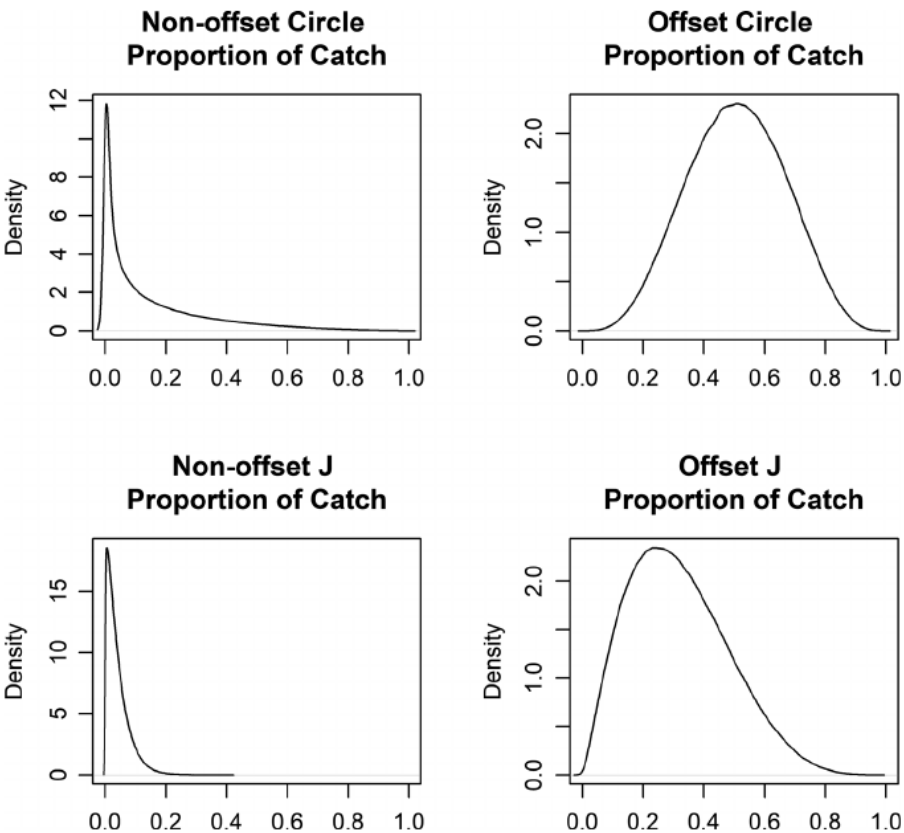 Non-offset Circle
Proportion of Catch
Density
12
8
6
4
2
0
0.0 0.2 0.4 0.6 0.8 1.0
Offset Circle
Proportion of Catch
Density
2.0
1.0
0.0
0.0 0.2 0.4 0.6 0.8 1.0
Non-offset J
Proportion of Catch
Density
15
10
5
0
0.0 0.2 0.4 0.6 0.8 1.0
Offset J
Proportion of Catch
Density
2.0
1.0
0.0
0.0 0.2 0.4 0.6 0.8 1.0